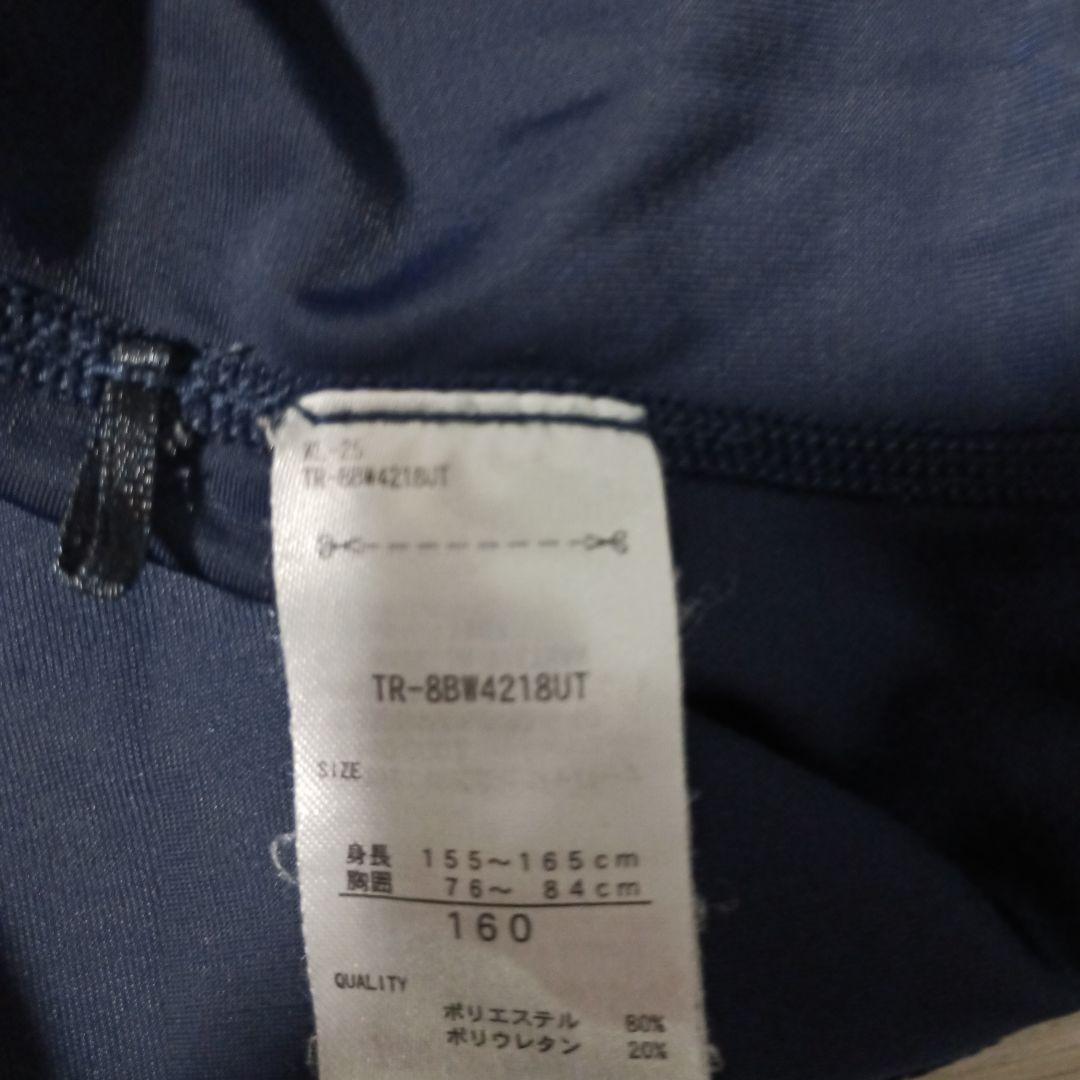 XL-25
TR-8BW4218UT
TR-8BW4218UT
SIZE
身長 155~165cm
胸囲 76~ 84cm
160
QUALITY
ポリエステル 80%
ポリウレタン 20%